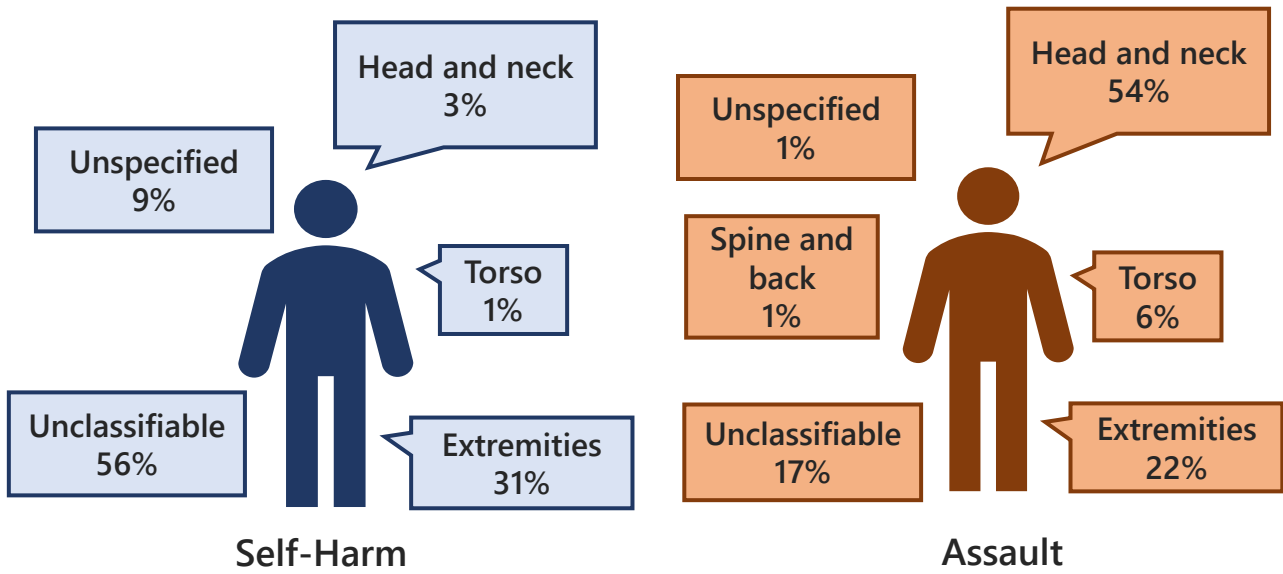 Head and neck
3%
Unspecified
9%
Torso
1%
Unclassifiable
56%
Extremities
31%
Self-Harm
Head and neck
54%
Unspecified
1%
Spine and
back
1%
Torso
6%
Unclassifiable
17%
Extremities
22%
Assault